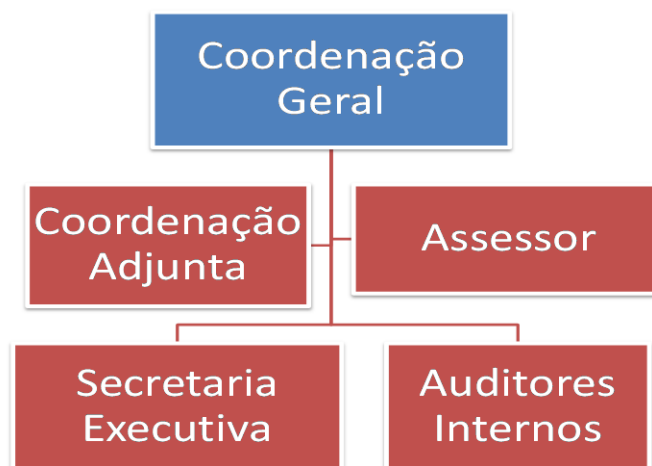 Coordenação
Geral
Coordenação
Adjunta
Assessor
Secretaria
Executiva
Auditores
Internos